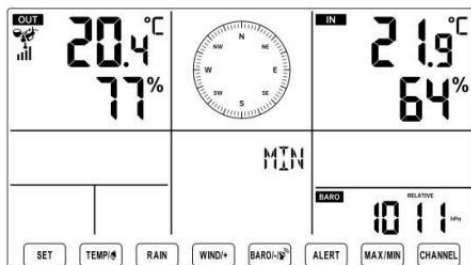 OUT
20.4 °C
77%
N
NW NE
W E
SW SE
S
IN
21.9 °C
64%
MIN
BARO RELATIVE
1011 hPa
SET TEMP/ RAIN WIND/+ BARO/- ALERT MAX/MIN CHANNEL